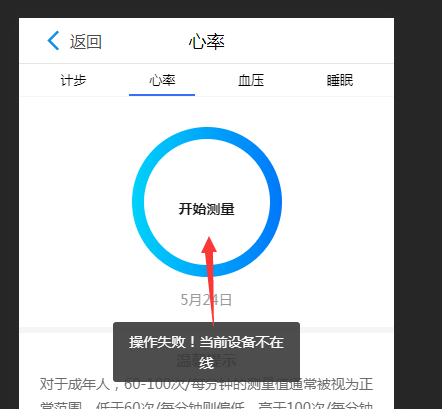 返回
心率
计步 心率 血压 睡眠
开始测量
5月24日
操作失败！当前设备不在
线
对于成年人，60-100次/每分钟的测量值通常被视为正
常范围，低于60次/每分钟则偏低，高于100次/每分钟